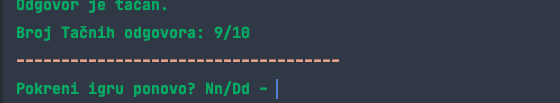 Odgovor je tačan.
Broj Tačnih odgovora: 9/10
-----------------------------------
Pokreni igru ponovo? Nn/Dd -